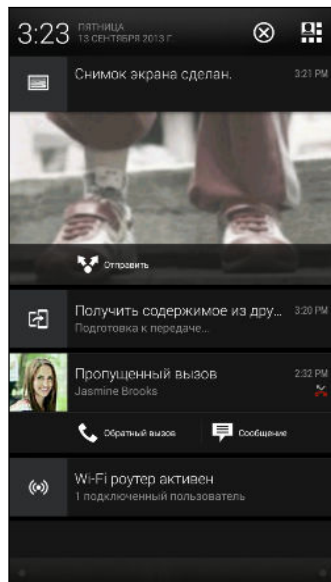 3:23
ПЯТНИЦА
13 СЕНТЯБРЯ 2013 Г.
Снимок экрана сделан.
3:21 PM
Отправить
Получить содержимое из дру...
3:20 PM
Подготовка к передаче...
Пропущенный вызов
2:32 PM
Jasmine Brooks
Обратный вызов
Сообщение
Wi-Fi роутер активен
1 подключенный пользователь